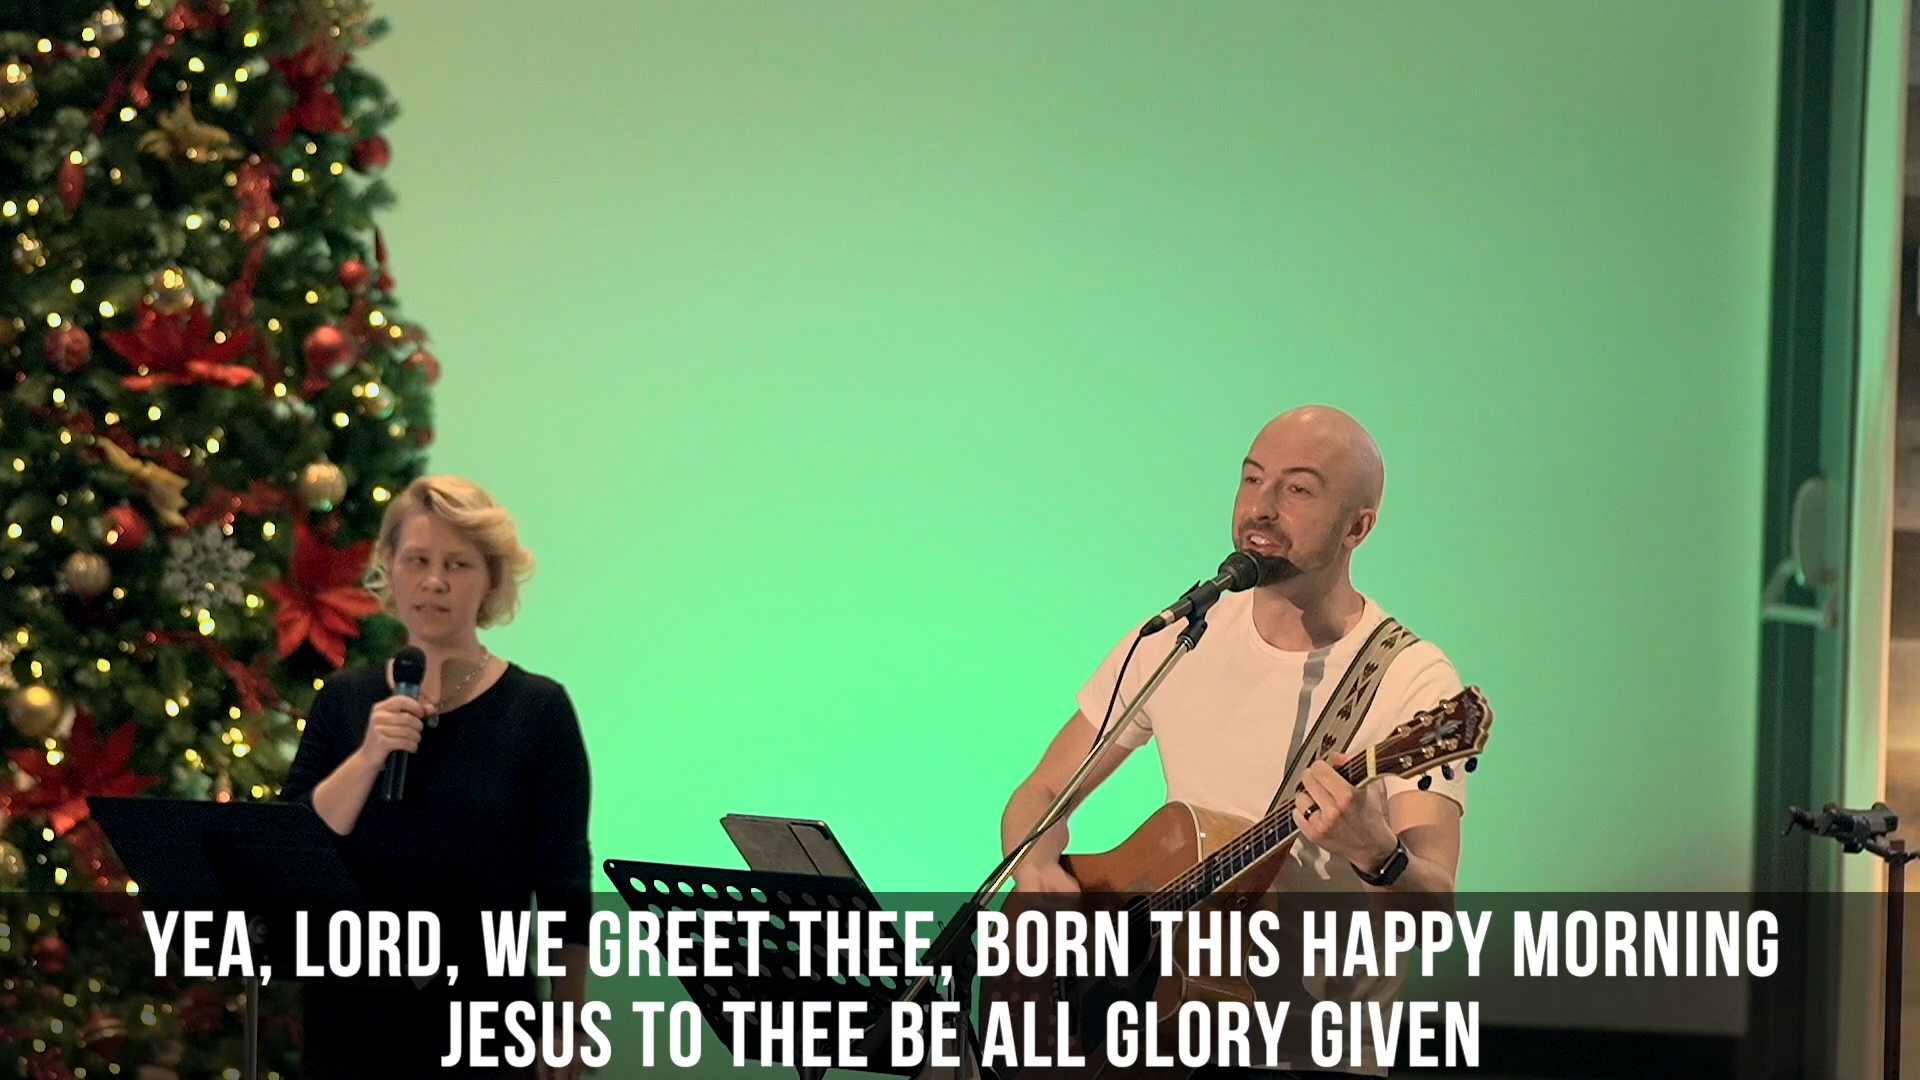 YEA, LORD, WE GREET THEE, BORN THIS HAPPY MORNING
JESUS TO THEE BE ALL GLORY GIVEN